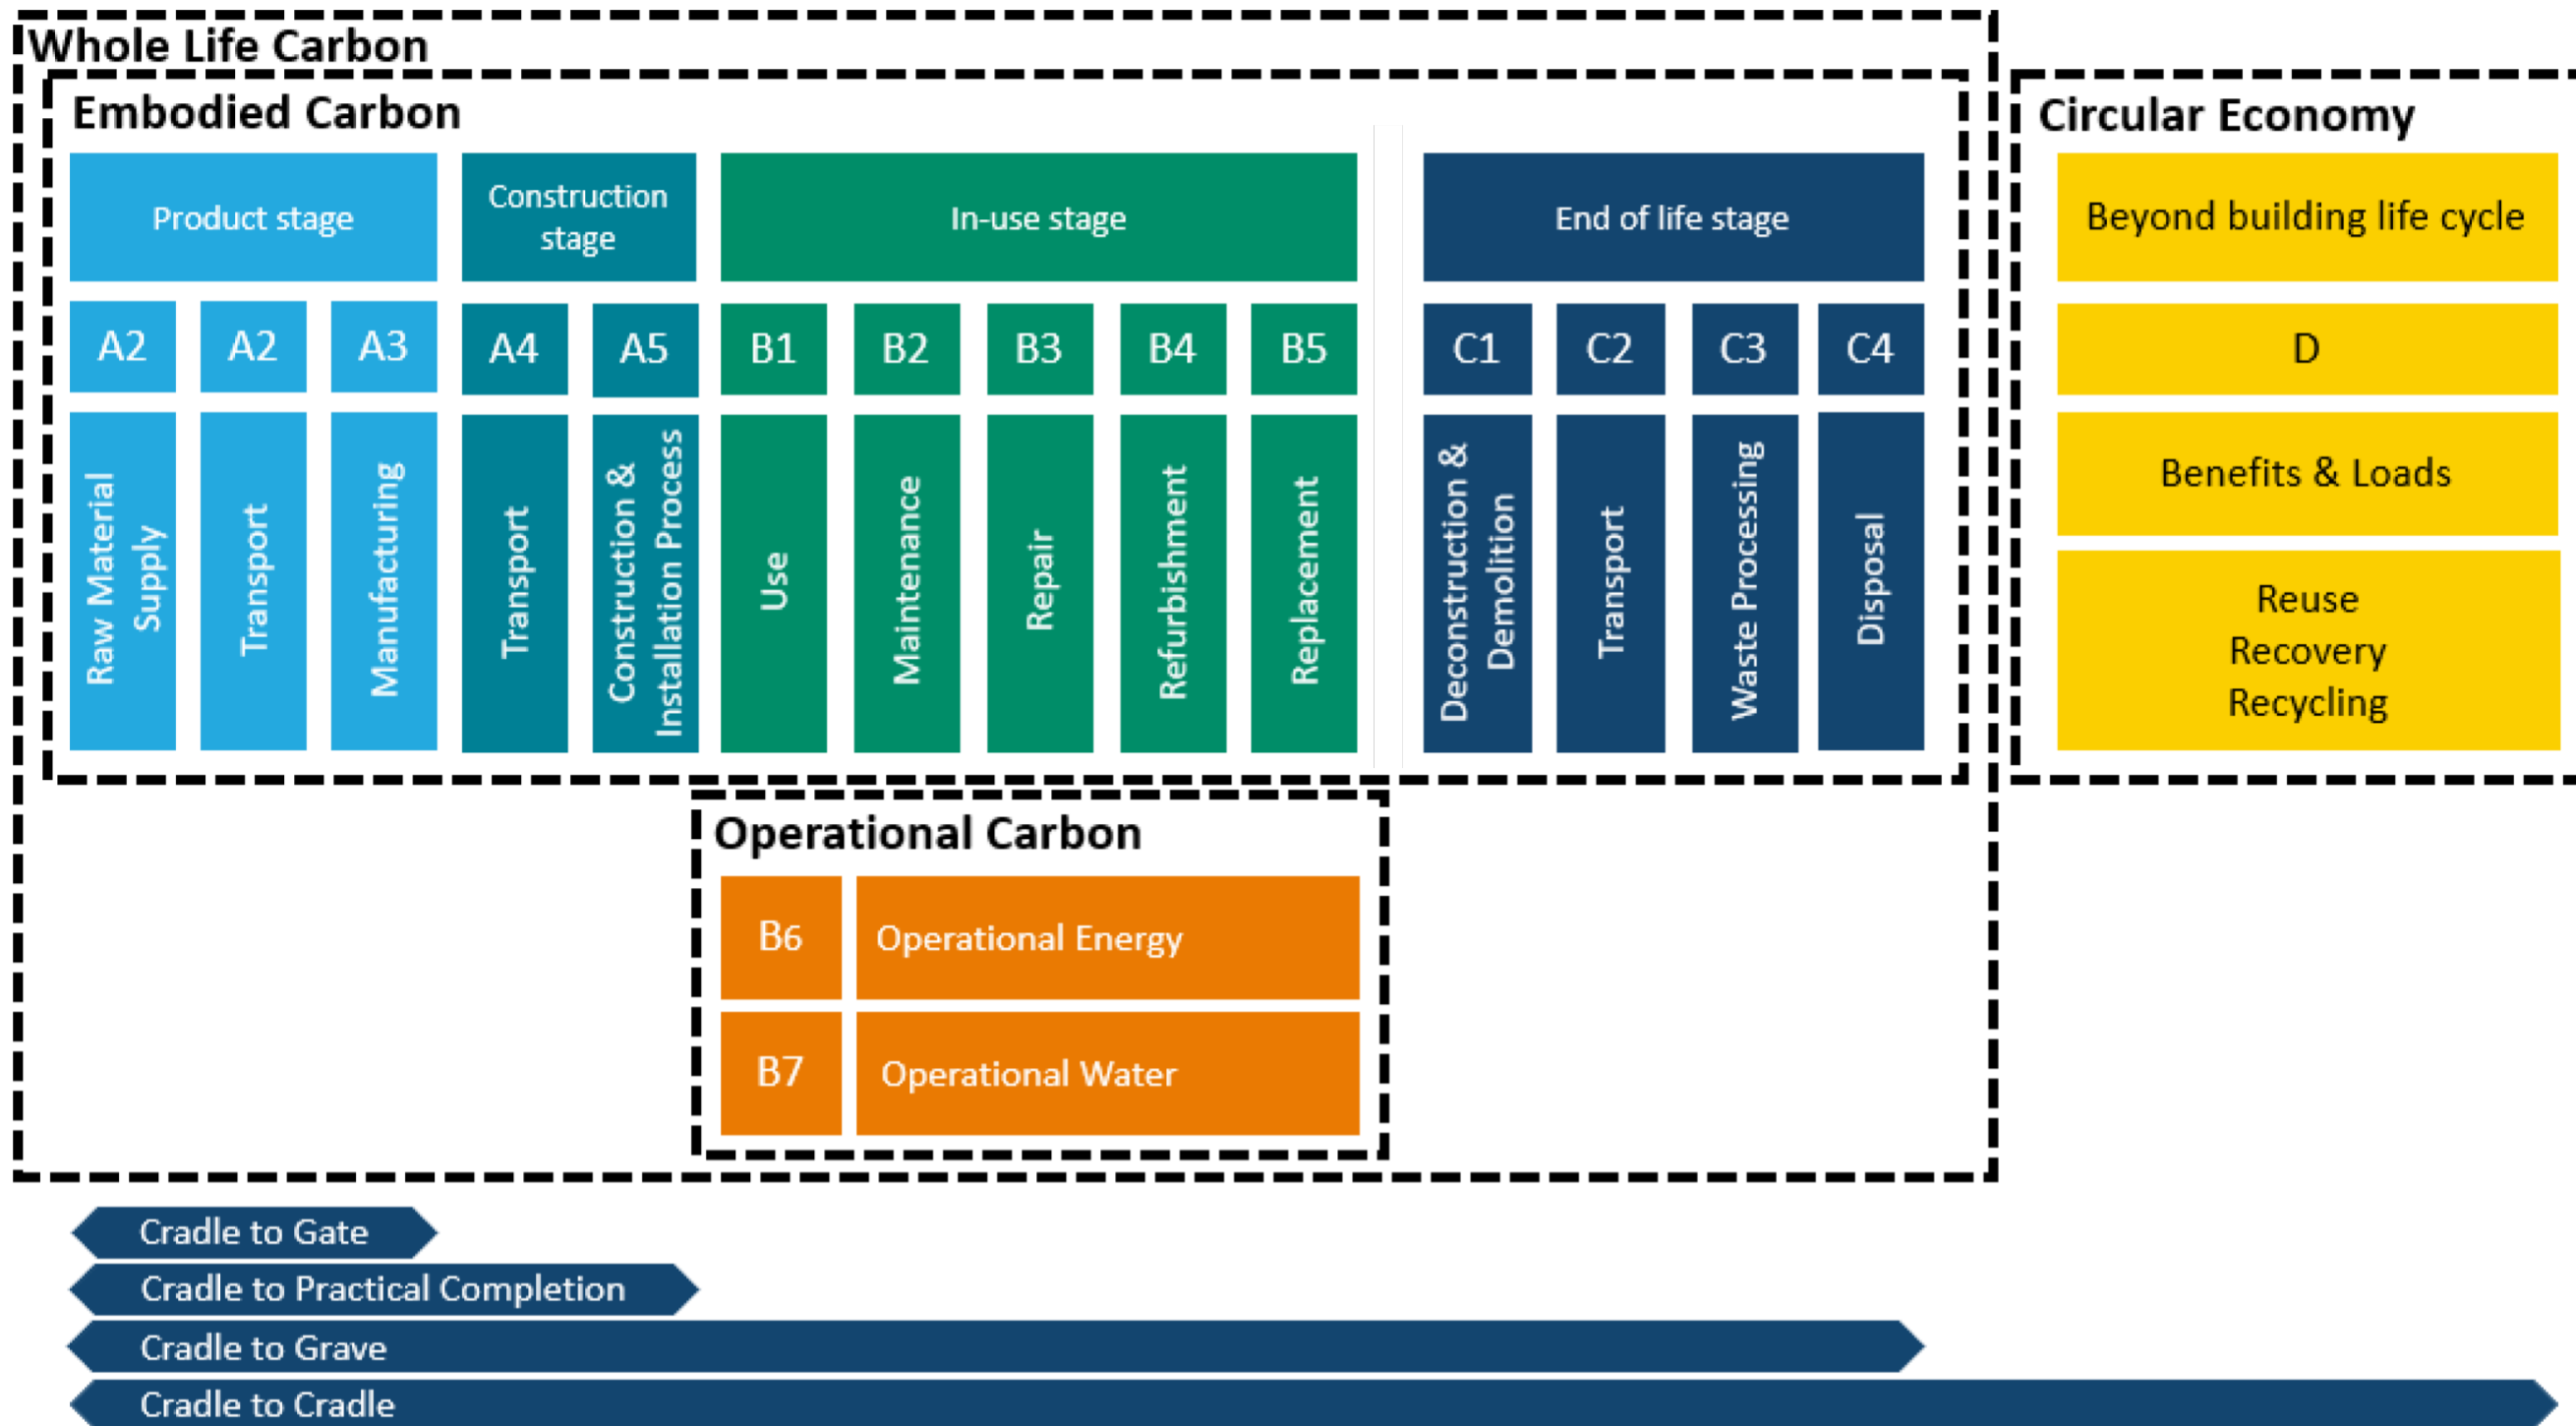 Whole Life Carbon
Embodied Carbon
Circular Economy
Product stage
Construction
stage
In-use stage
End of life stage
Beyond building life cycle
A2
A2
A3
A4
A5
B1
B2
B3
B4
B5
C1
C2
C3
C4
D
Raw Material
Supply
Transport
Manufacturing
Transport
Construction &
Installation Process
Use
Maintenance
Repair
Refurbishment
Replacement
Deconstruction &
Demolition
Transport
Waste Processing
Disposal
Benefits & Loads
Reuse
Recovery
Recycling
Operational Carbon
B6
Operational Energy
B7
Operational Water
Cradle to Gate
Cradle to Practical Completion
Cradle to Grave
Cradle to Cradle